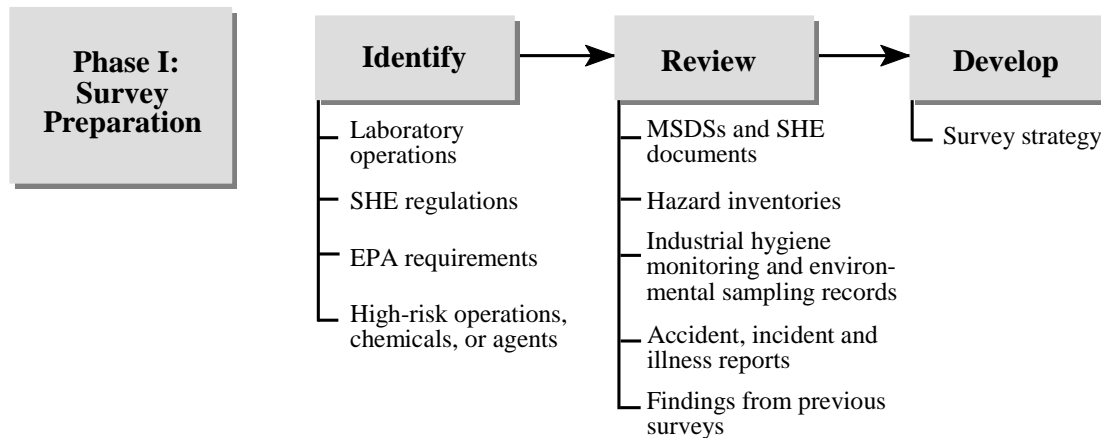 Phase I:
Survey
Preparation
Identify
Laboratory
operations
SHE regulations
EPA requirements
High-risk operations,
chemicals, or agents
Review
MSDSs and SHE
documents
Hazard inventories
Industrial hygiene
monitoring and environ-
mental sampling records
Accident, incident and
illness reports
Findings from previous
surveys
Develop
Survey strategy